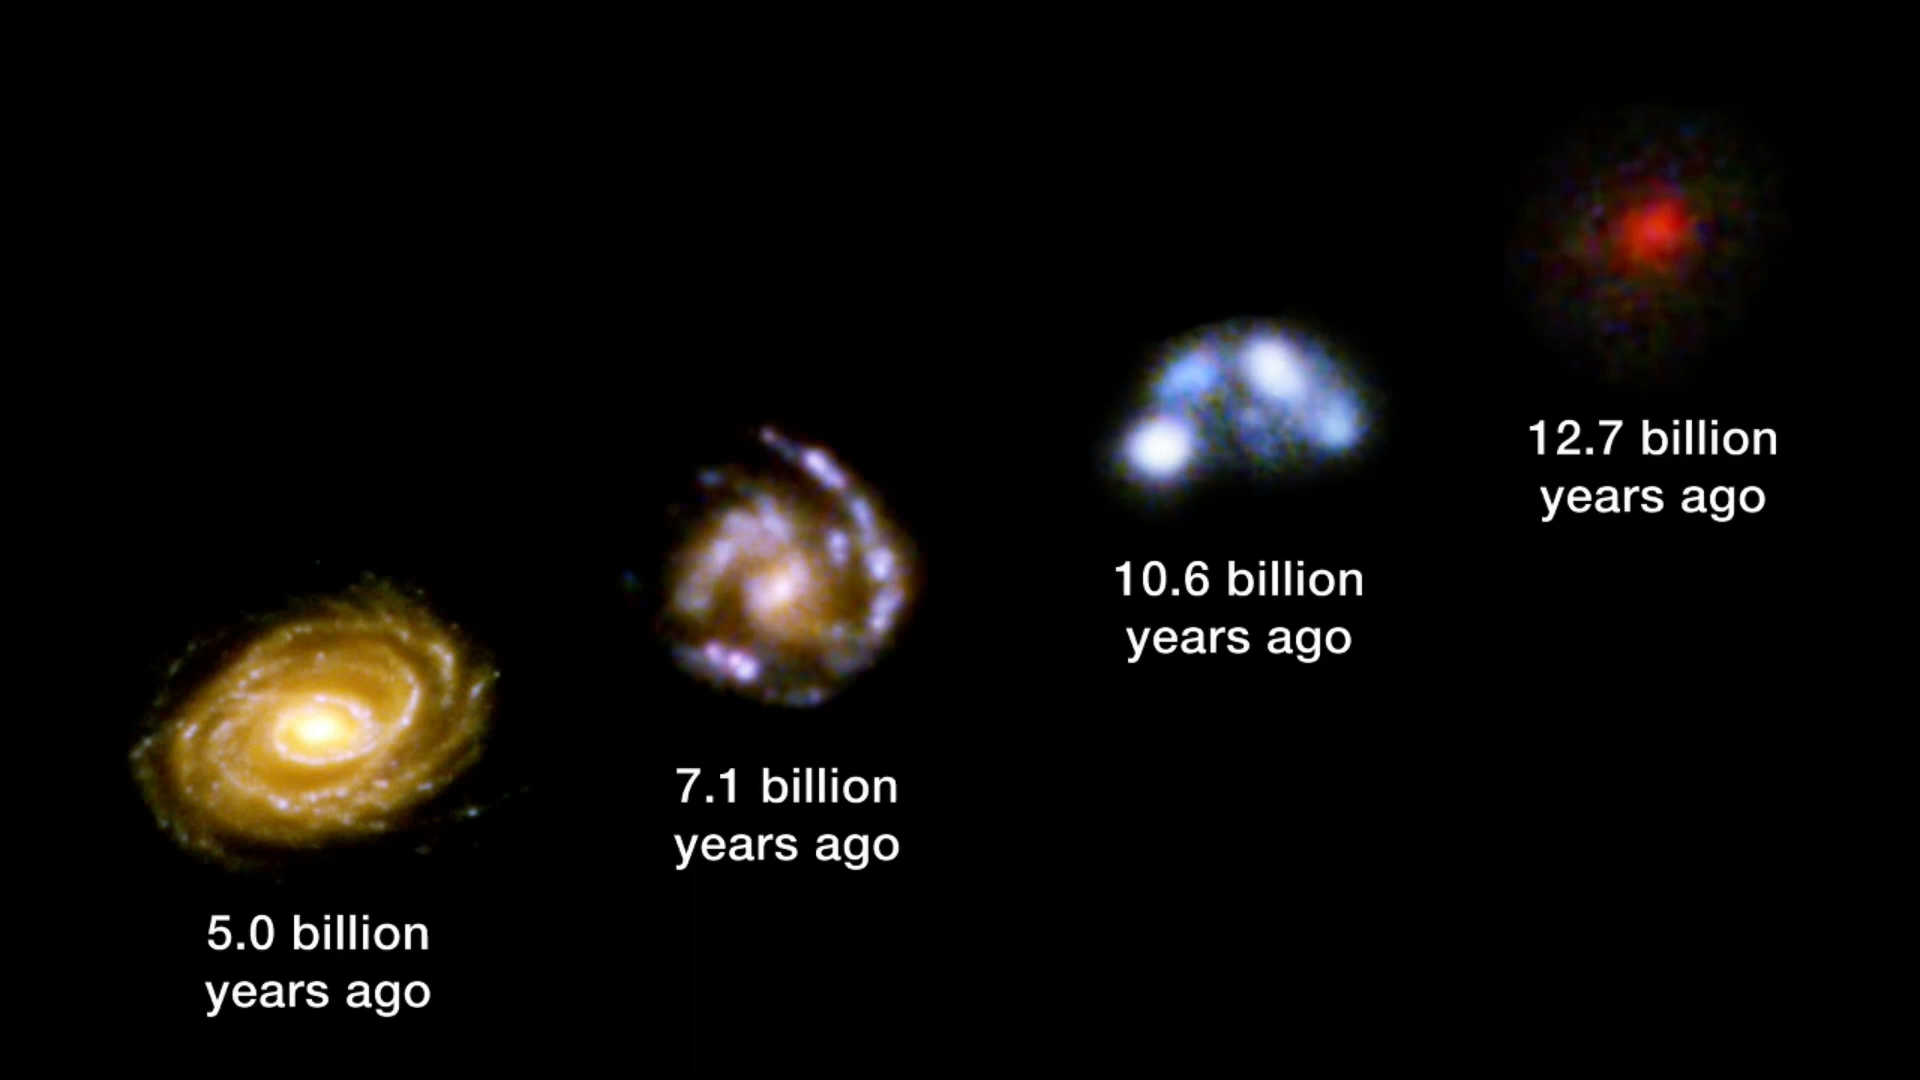 5.0 billion
years ago
7.1 billion
years ago
10.6 billion
years ago
12.7 billion
years ago